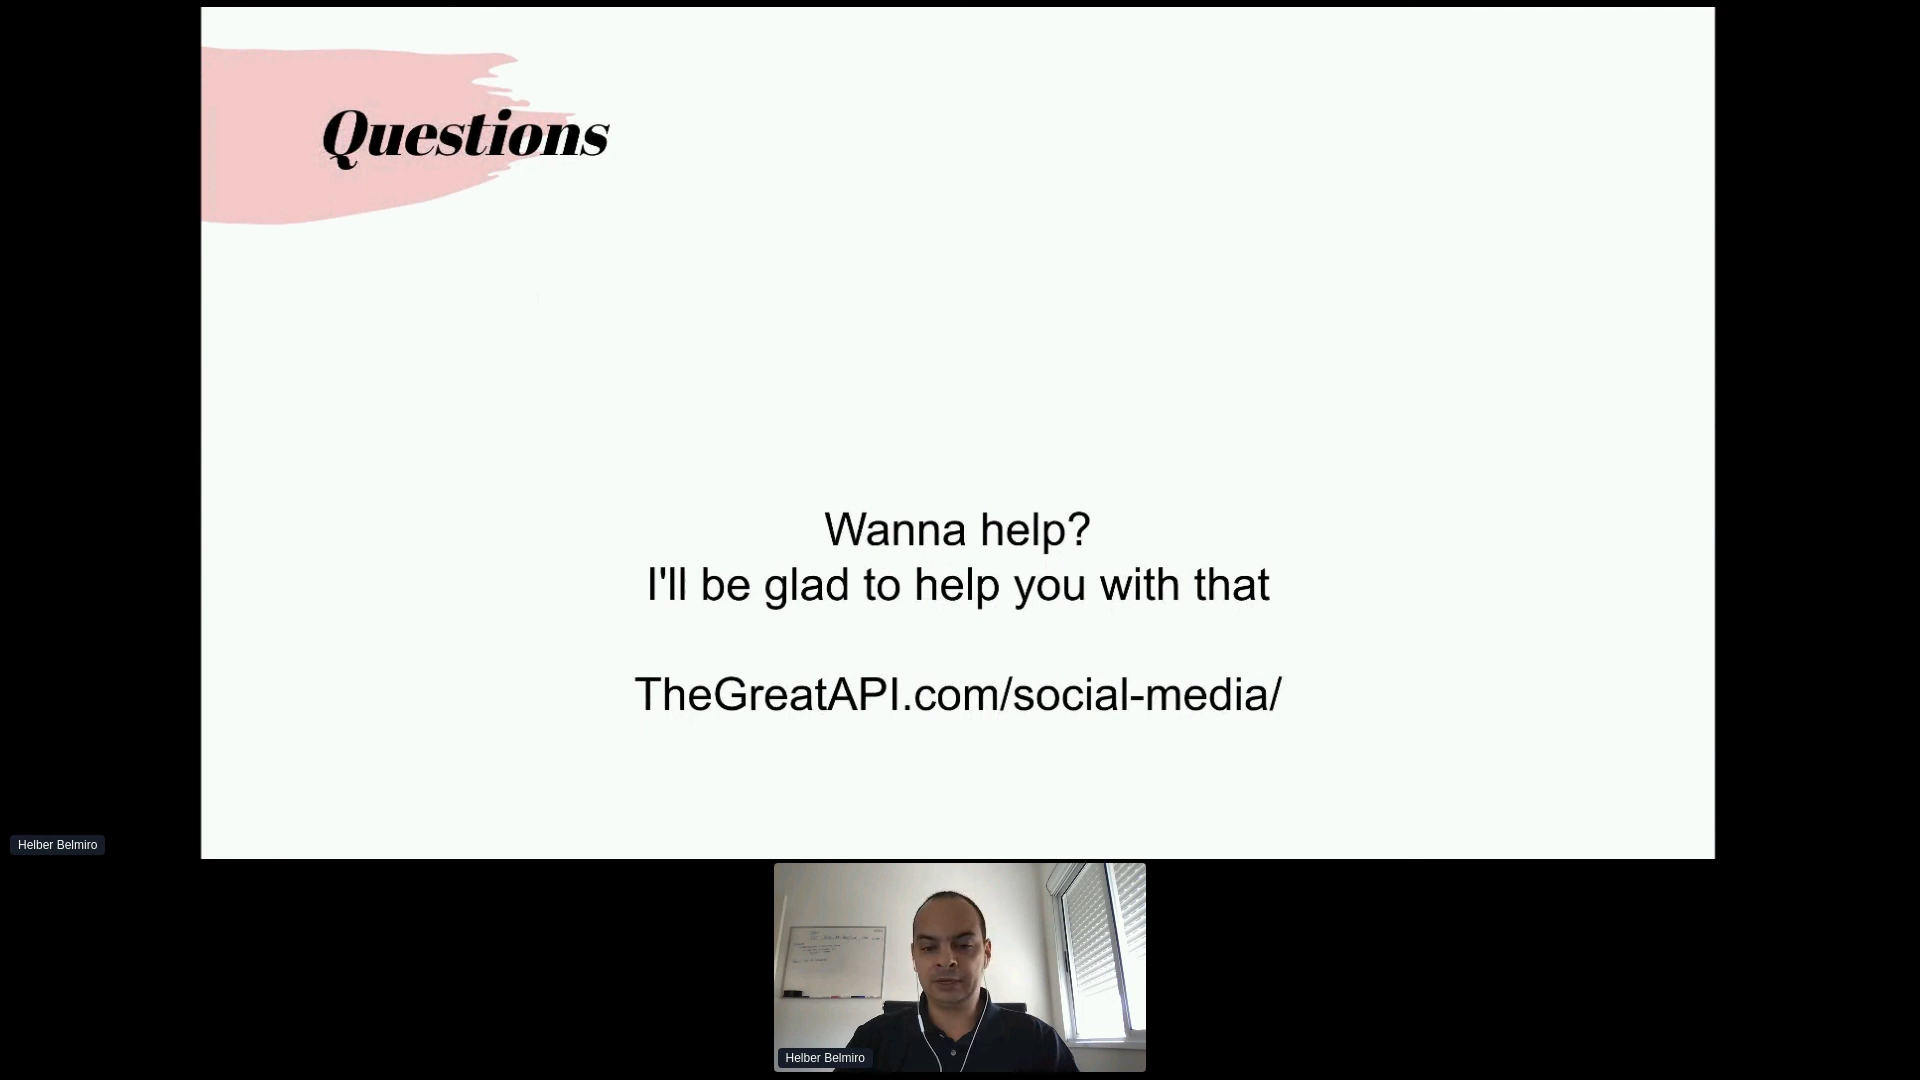 Questions
Wanna help?
I'll be glad to help you with that
TheGreatAPI.com/social-media/
Helber Belmiro
Helber Belmiro